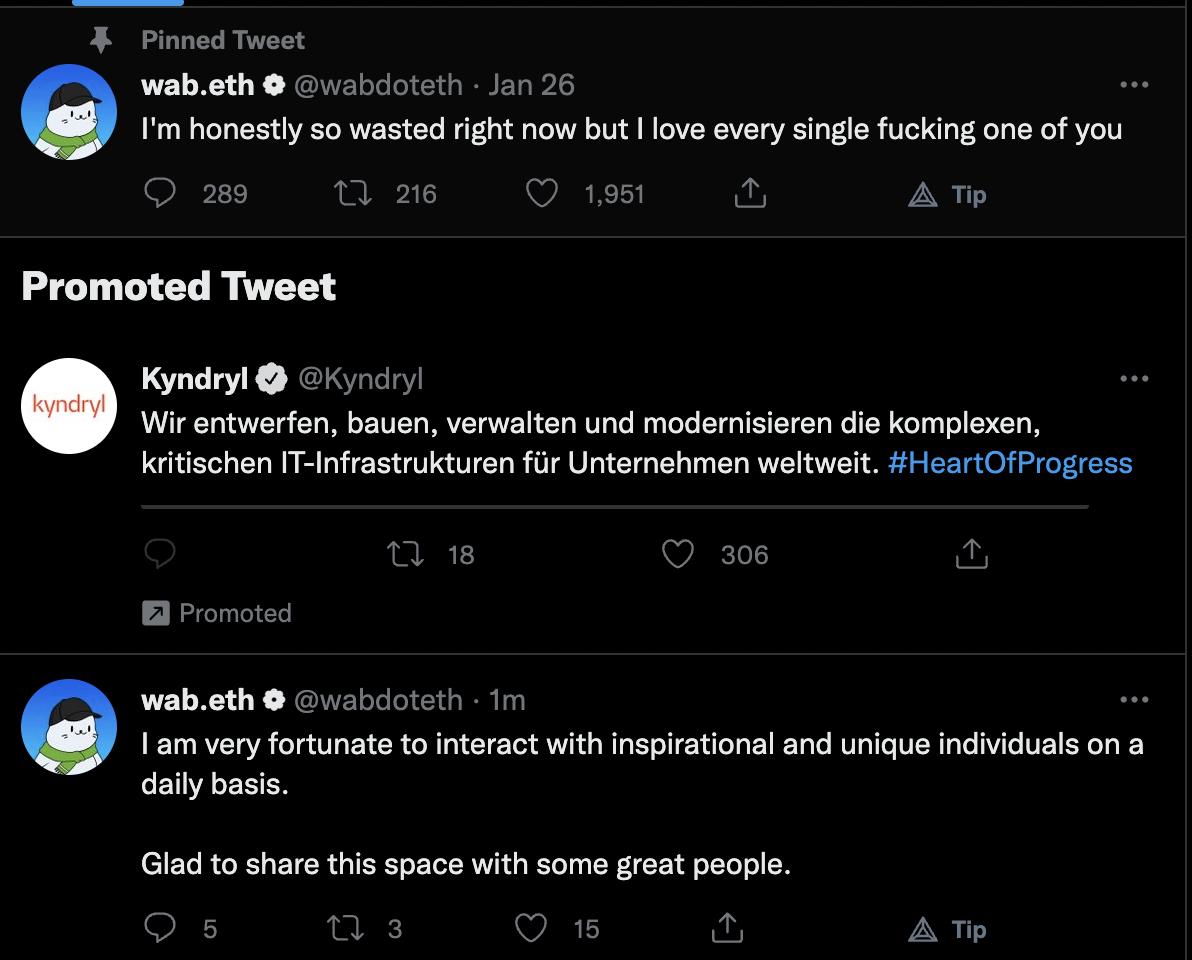 Pinned Tweet
wab.eth @wabdoteth · Jan 26
I'm honestly so wasted right now but I love every single fucking one of you
289 216 1,951 Tip
Promoted Tweet
kyndryl
Kyndryl @Kyndryl
Wir entwerfen, bauen, verwalten und modernisieren die komplexen,
kritischen IT-Infrastrukturen für Unternehmen weltweit. #HeartOfProgress
18 306
Promoted
wab.eth @wabdoteth · 1m
I am very fortunate to interact with inspirational and unique individuals on a
daily basis.
Glad to share this space with some great people.
5 3 15 Tip